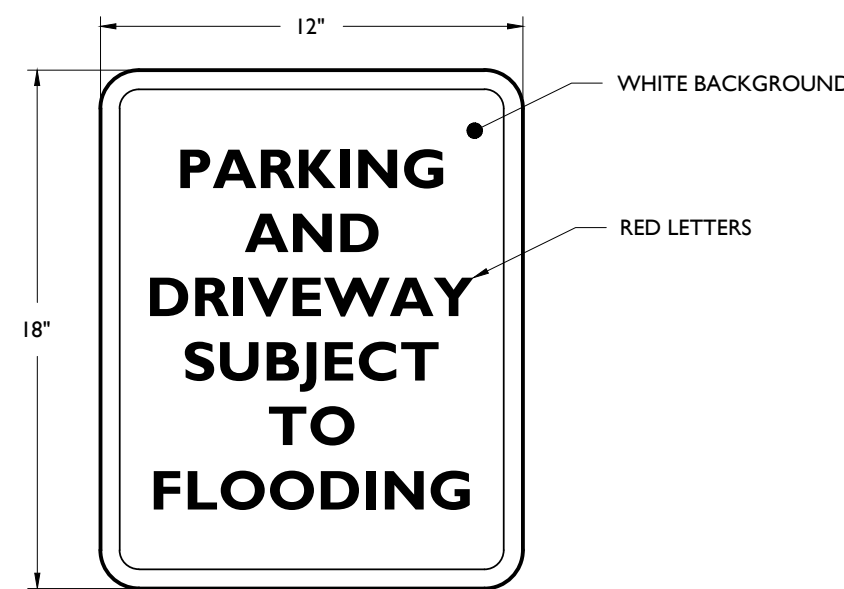 12"
WHITE BACKGROUND
PARKING
AND
RED LETTERS
DRIVEWAY
18"
SUBJECT
TO
FLOODING